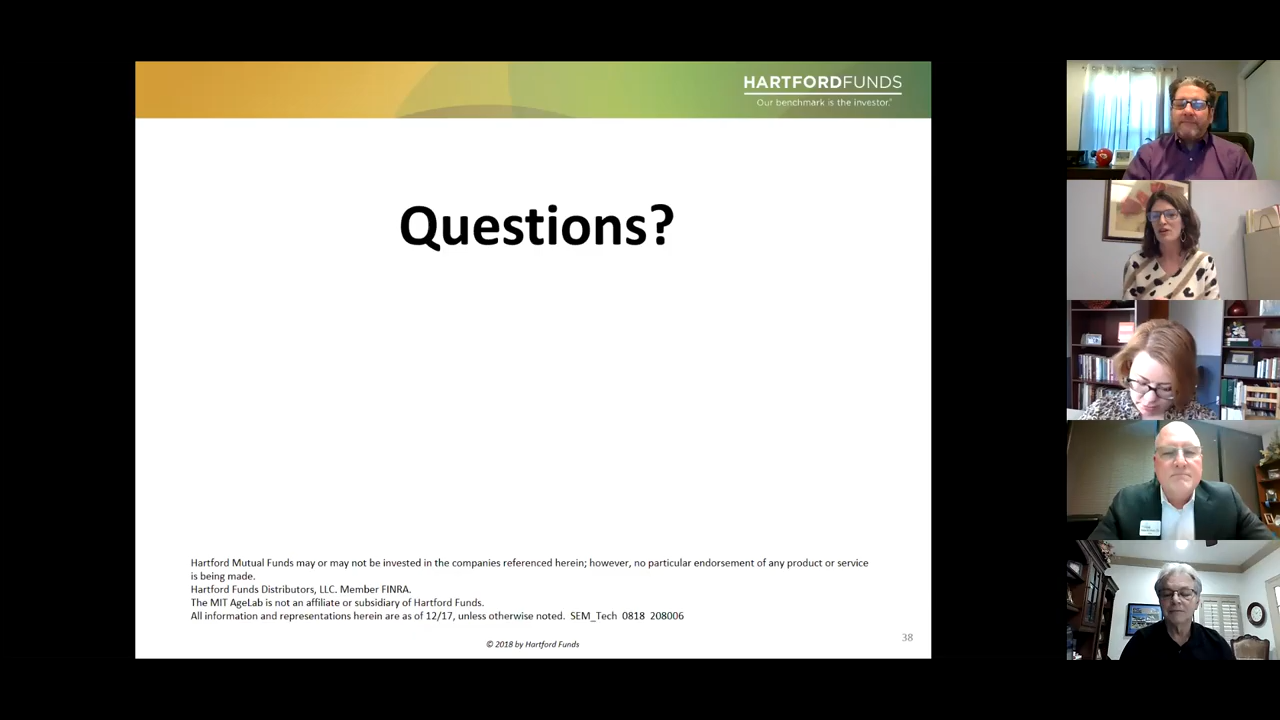 HARTFORDFUNDS
Our benchmark is the investor.®
Questions?
Hartford Mutual Funds may or may not be invested in the companies referenced herein; however, no particular endorsement of any product or service
is being made.
Hartford Funds Distributors, LLC. Member FINRA.
The MIT AgeLab is not an affiliate or subsidiary of Hartford Funds.
All information and representations herein are as of 12/17, unless otherwise noted.  SEM_Tech  0818  208006
© 2018 by Hartford Funds
38